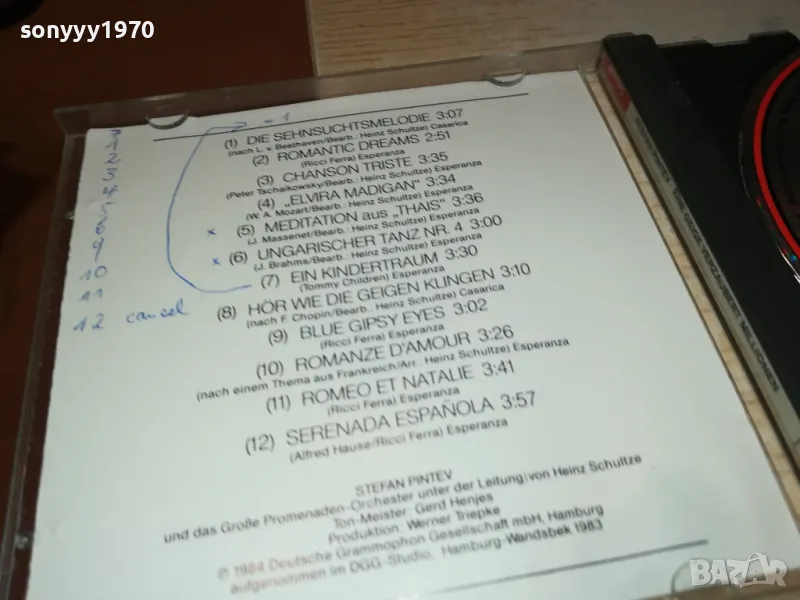 sonyyy1970
(1) DIE SEHNSUCHTSMELODIE 3:07
(nach L. v. Beethoven/Bearb.: Heinz Schultze) Casarica
(2) ROMANTIC DREAMS 2:51
(Ricci Ferra) Esperanza
(3) CHANSON TRISTE 3:35
(Peter Tschaikowsky/Bearb.: Heinz Schultze) Esperanza
(4) „ELVIRA MADIGAN" 3:34
(W. A. Mozart/Bearb.: Heinz Schultze) Esperanza
x (5) MEDITATION aus „THAIS" 3:36
(J. Massenet/Bearb.: Heinz Schultze) Esperanza
x (6) UNGARISCHER TANZ NR. 4 3:00
(J. Brahms/Bearb.: Heinz Schultze) Esperanza
(7) EIN KINDERTRAUM 3:30
(Tommy Children) Esperanza
(8) HÖR WIE DIE GEIGEN KLINGEN 3:10
(nach F. Chopin/Bearb.: Heinz Schultze) Casarica
(9) BLUE GIPSY EYES 3:02
(Ricci Ferra) Esperanza
(10) ROMANZE D'AMOUR 3:26
(nach einem Thema aus Frankreich/Arr.: Heinz Schultze) Esperanza
(11) ROMEO ET NATALIE 3:41
(Ricci Ferra) Esperanza
(12) SERENADA ESPAÑOLA 3:57
(Alfred Hause/Ricci Ferra) Esperanza
10
11
12 cancel
STEFAN PINTEV
und das Große Promenaden-Orchester unter der Leitung von Heinz Schultze
Ton-Meister: Gerd Henjes
Produktion: Werner Triepke
℗ 1984 Deutsche Grammophon Gesellschaft mbH, Hamburg
aufgenommen im DGG-Studio, Hamburg-Wandsbek 1983
DIE GEIGE VERZAUBERT MILLIONEN
BAZAR
bg